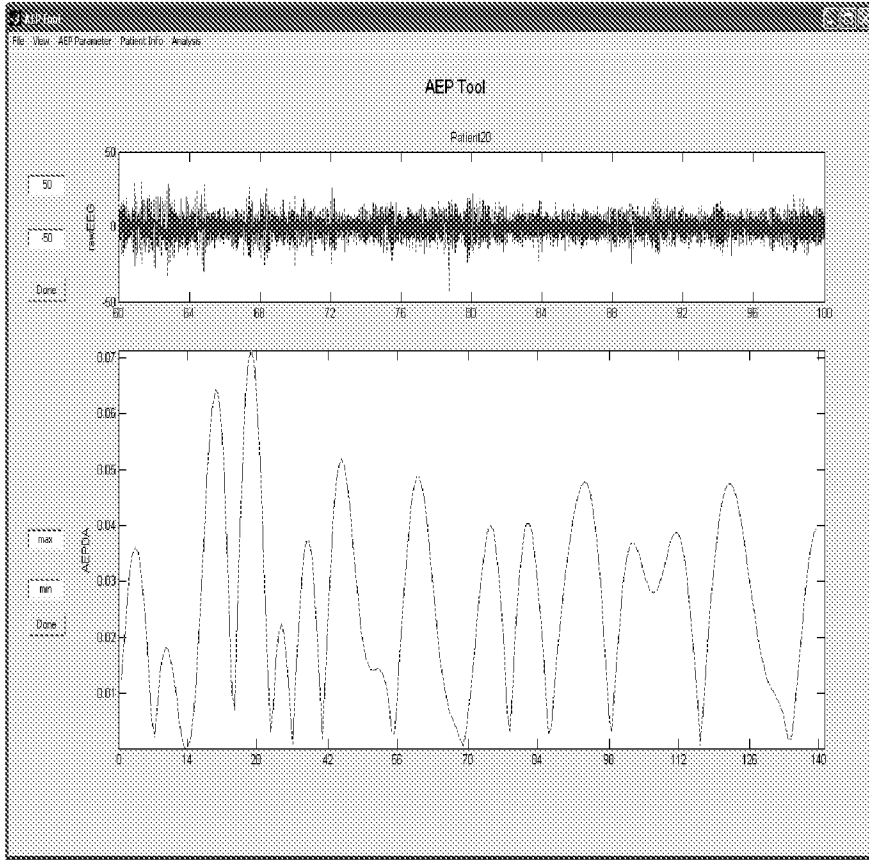 AEP Tool
File View AEP Parameter Patient Info Analysis
AEP Tool
Patient20
50
50
-50
Done
rawEEG
0
-50
60 64 68 72 76 80 84 88 92 96 100
0.07
0.06
0.05
0.04
0.03
0.02
0.01
max
min
Done
AEPDA
0 14 28 42 56 70 84 98 112 126 140